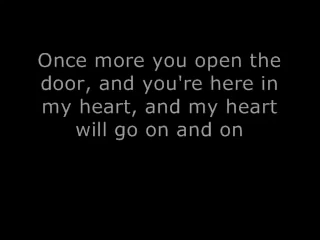 Once more you open the
door, and you're here in
my heart, and my heart
will go on and on